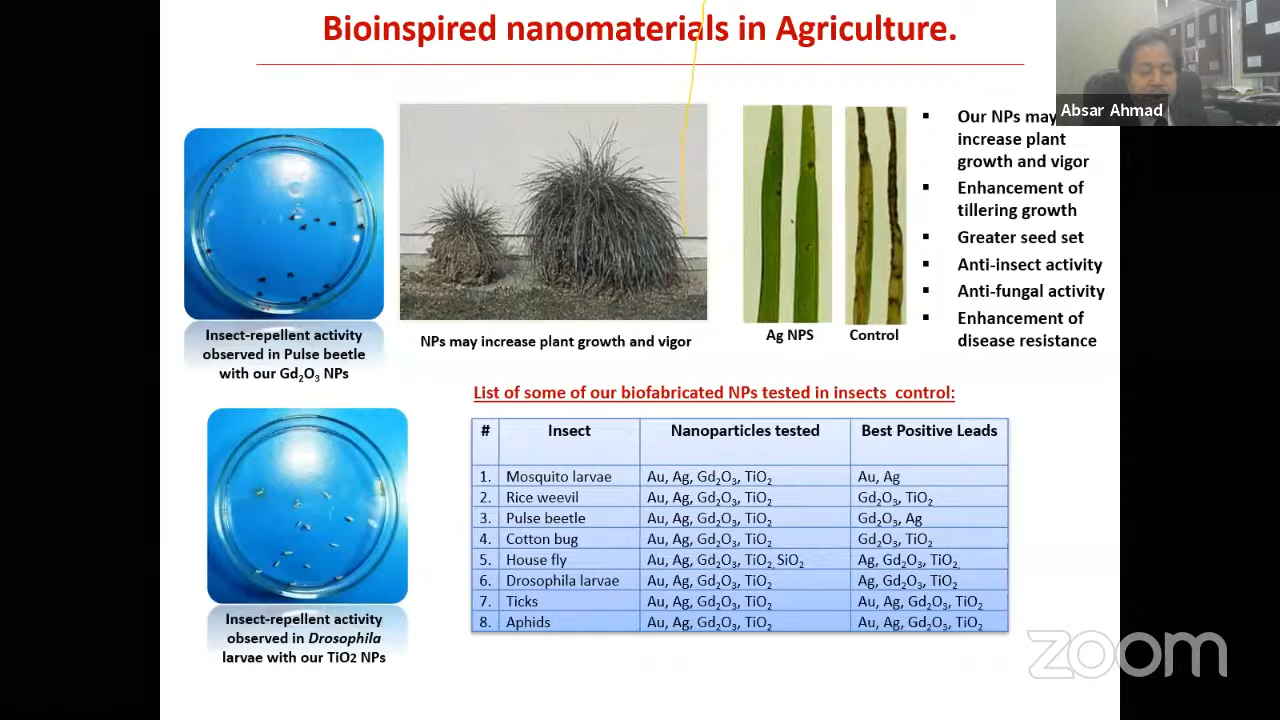 Bioinspired nanomaterials in Agriculture.
Absar Ahmad
Insect-repellent activity
observed in Pulse beetle
with our Gd₂O₃ NPs
NPs may increase plant growth and vigor
Ag NPS
Control
▪ Our NPs may
increase plant
growth and vigor
▪ Enhancement of
tillering growth
▪ Greater seed set
▪ Anti-insect activity
▪ Anti-fungal activity
▪ Enhancement of
disease resistance
Insect-repellent activity
observed in Drosophila
larvae with our TiO2 NPs
List of some of our biofabricated NPs tested in insects control:
# Insect Nanoparticles tested Best Positive Leads
1. Mosquito larvae Au, Ag, Gd₂O₃, TiO₂ Au, Ag
2. Rice weevil Au, Ag, Gd₂O₃, TiO₂ Gd₂O₃, TiO₂
3. Pulse beetle Au, Ag, Gd₂O₃, TiO₂ Gd₂O₃, Ag
4. Cotton bug Au, Ag, Gd₂O₃, TiO₂ Gd₂O₃, TiO₂
5. House fly Au, Ag, Gd₂O₃, TiO₂, SiO₂ Ag, Gd₂O₃, TiO₂,
6. Drosophila larvae Au, Ag, Gd₂O₃, TiO₂ Ag, Gd₂O₃, TiO₂
7. Ticks Au, Ag, Gd₂O₃, TiO₂ Au, Ag, Gd₂O₃, TiO₂
8. Aphids Au, Ag, Gd₂O₃, TiO₂ Au, Ag, Gd₂O₃, TiO₂
zoom